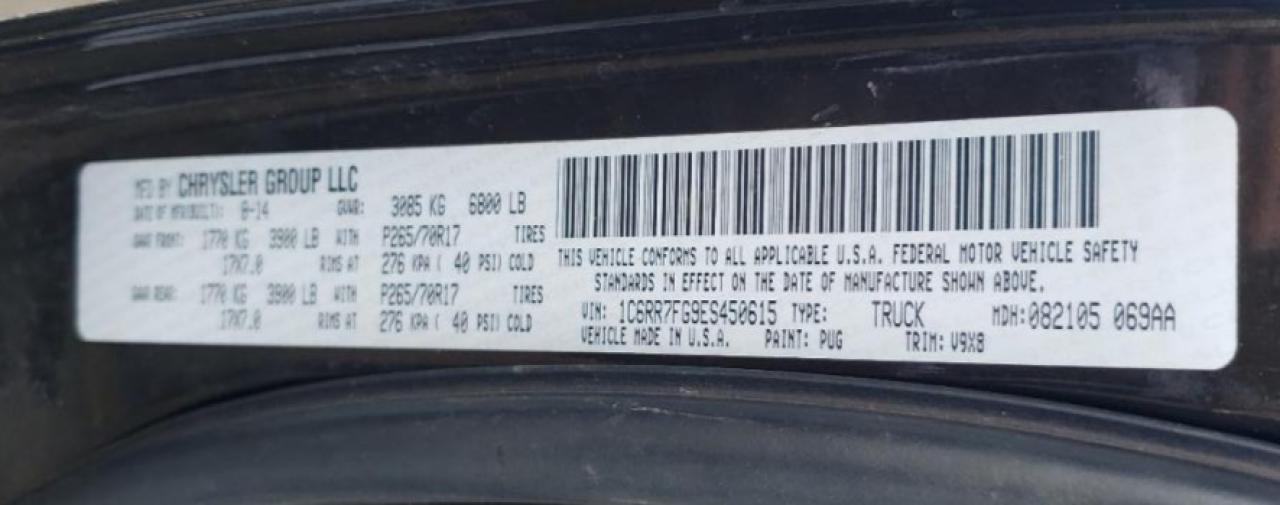 MFD BY CHRYSLER GROUP LLC
DATE OF MFR(BUILT): 8-14 GVWR: 3085 KG 6800 LB
GAWR FRONT: 1770 KG 3900 LB WITH P265/70R17 TIRES
17X7.0 RIMS AT 276 KPA ( 40 PSI) COLD
GAWR REAR: 1770 KG 3900 LB WITH P265/70R17 TIRES
17X7.0 RIMS AT 276 KPA ( 40 PSI) COLD
THIS VEHICLE CONFORMS TO ALL APPLICABLE U.S.A. FEDERAL MOTOR VEHICLE SAFETY
STANDARDS IN EFFECT ON THE DATE OF MANUFACTURE SHOWN ABOVE.
VIN: 1C6RR7FG9ES450615 TYPE: TRUCK MDH:082105 069AA
VEHICLE MADE IN U.S.A. PAINT: PUG TRIM: V9X8